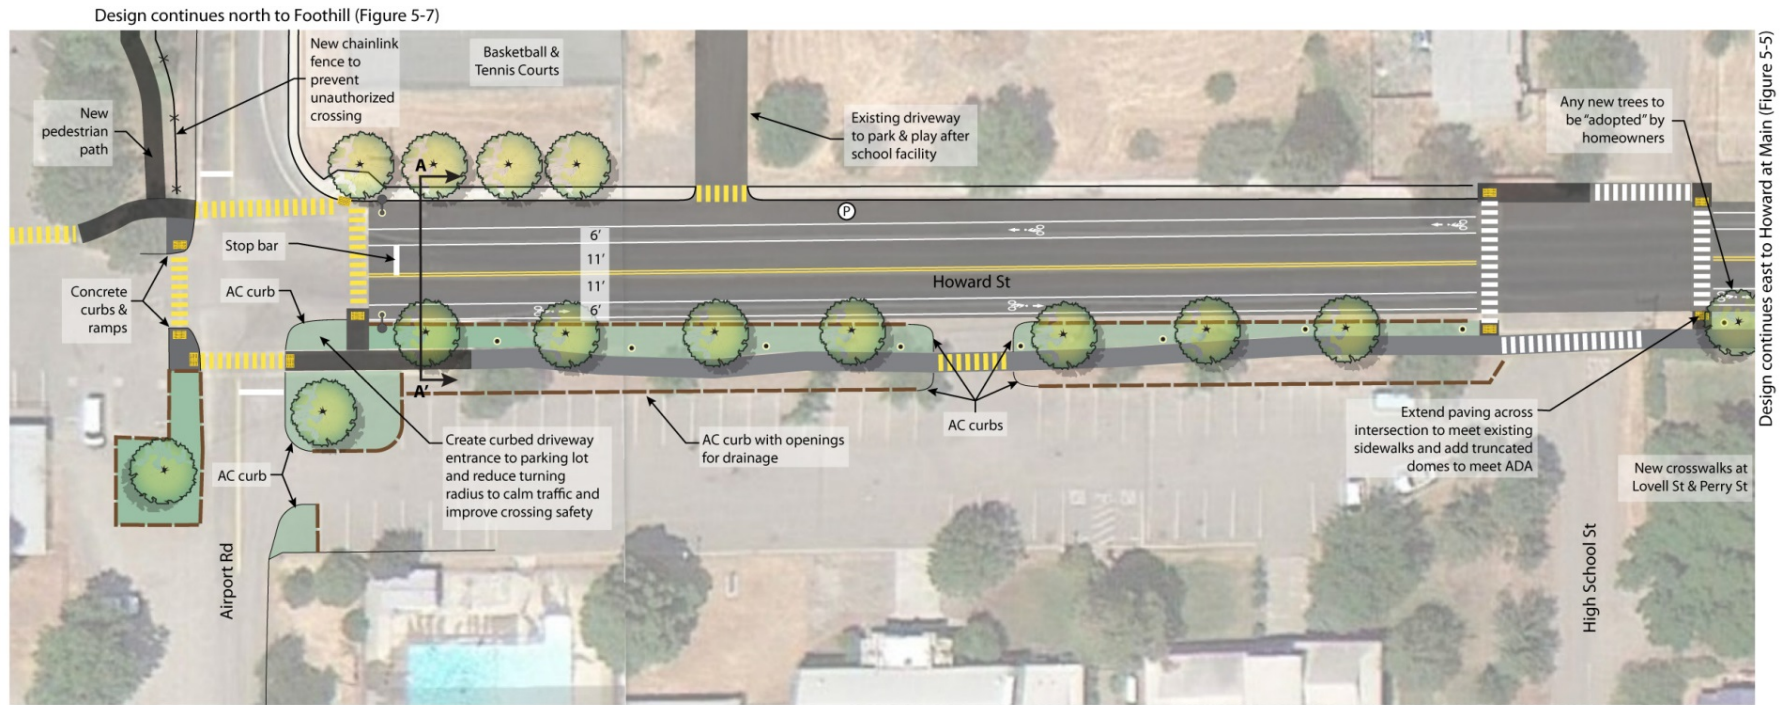 Design continues north to Foothill (Figure 5-7)
New chainlink
fence to
prevent
unauthorized
crossing
Basketball &
Tennis Courts
New
pedestrian
path
Existing driveway
to park & play after
school facility
Any new trees to
be “adopted” by
homeowners
Design continues east to Howard at Main (Figure 5-5)
A
P
Stop bar
6’
11’
11’
6’
Howard St
Concrete
curbs &
ramps
AC curb
A’
AC curb
Create curbed driveway
entrance to parking lot
and reduce turning
radius to calm traffic and
improve crossing safety
AC curb with openings
for drainage
AC curbs
Extend paving across
intersection to meet existing
sidewalks and add truncated
domes to meet ADA
New crosswalks at
Lovell St & Perry St
Airport Rd
High School St